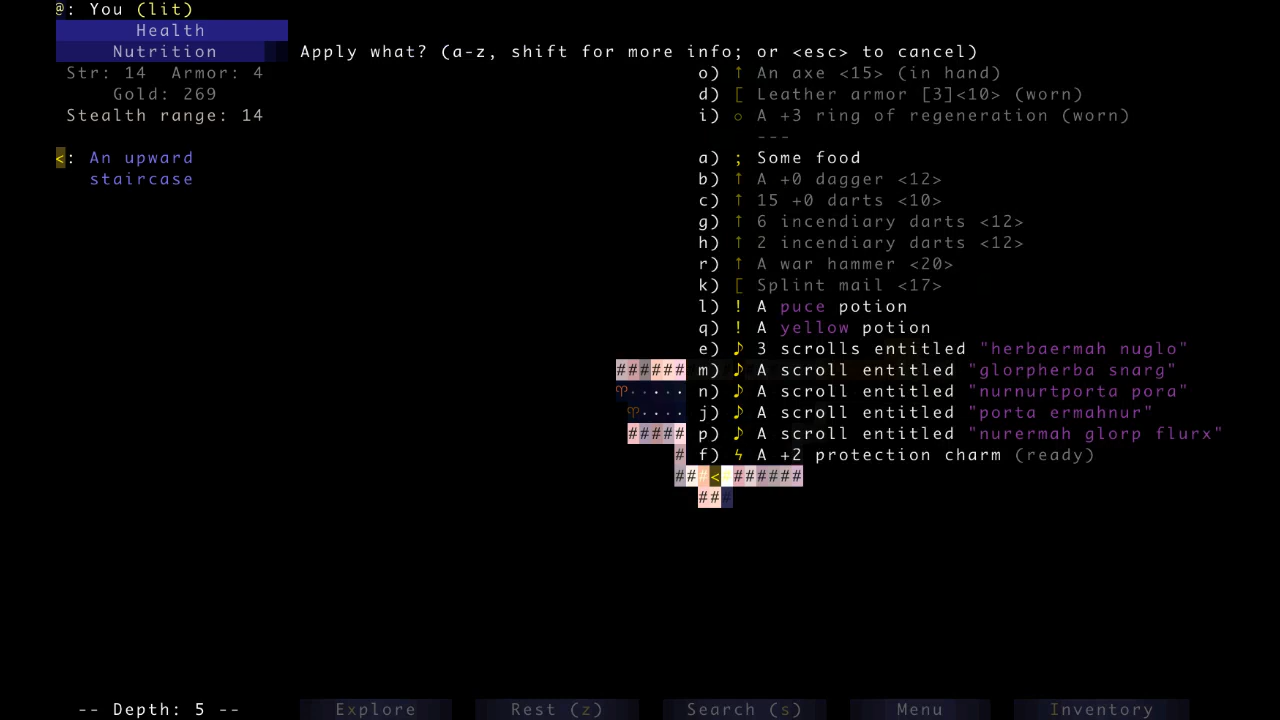 @: You (lit)
Health
Nutrition
Str: 14  Armor: 4
Gold: 269
Stealth range: 14
<: An upward
staircase
Apply what? (a-z, shift for more info; or <esc> to cancel)
o) ↑ An axe <15> (in hand)
d) [ Leather armor [3]<10> (worn)
i) ○ A +3 ring of regeneration (worn)
---
a) ; Some food
b) ↑ A +0 dagger <12>
c) ↑ 15 +0 darts <10>
g) ↑ 6 incendiary darts <12>
h) ↑ 2 incendiary darts <12>
r) ↑ A war hammer <20>
k) [ Splint mail <17>
l) ! A puce potion
q) ! A yellow potion
e) ♪ 3 scrolls entitled "herbaermah nuglo"
###### m) ♪ A scroll entitled "glorpherba snarg"
♈..... n) ♪ A scroll entitled "nurnurtporta pora"
♈.... j) ♪ A scroll entitled "porta ermahnur"
##### p) ♪ A scroll entitled "nurermah glorp flurx"
# f) ϟ A +2 protection charm (ready)
###< ######
###
-- Depth: 5 --
Explore
Rest (z)
Search (s)
Menu
Inventory